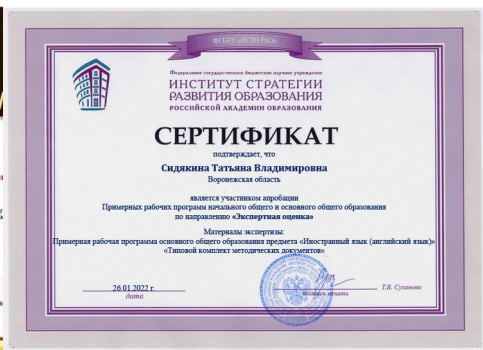 ФГБНУ «ИСРО РАО»
Федеральное государственное бюджетное научное учреждение
ИНСТИТУТ СТРАТЕГИИ
РАЗВИТИЯ ОБРАЗОВАНИЯ
РОССИЙСКОЙ АКАДЕМИИ ОБРАЗОВАНИЯ
СЕРТИФИКАТ
подтверждает, что
Сидякина Татьяна Владимировна
Воронежская область
является участником апробации
Примерных рабочих программ начального общего и основного общего образования
по направлению «Экспертная оценка»
Материалы экспертизы:
Примерная рабочая программа основного общего образования предмета «Иностранный язык (английский язык)»
«Типовой комплект методических документов»
26.01.2022 г.
дата
подпись печать
Т.В. Суханова